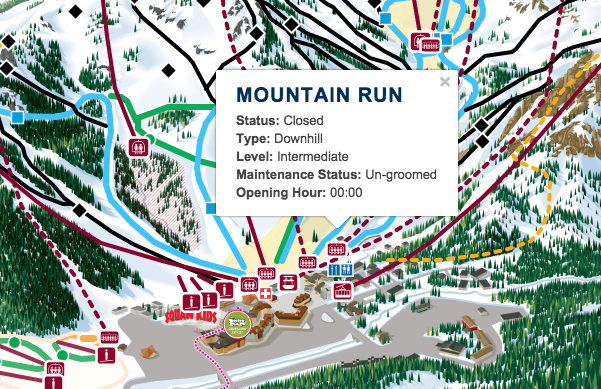 MOUNTAIN RUN
×
Status: Closed
Type: Downhill
Level: Intermediate
Maintenance Status: Un-groomed
Opening Hour: 00:00
SQUAW KIDS